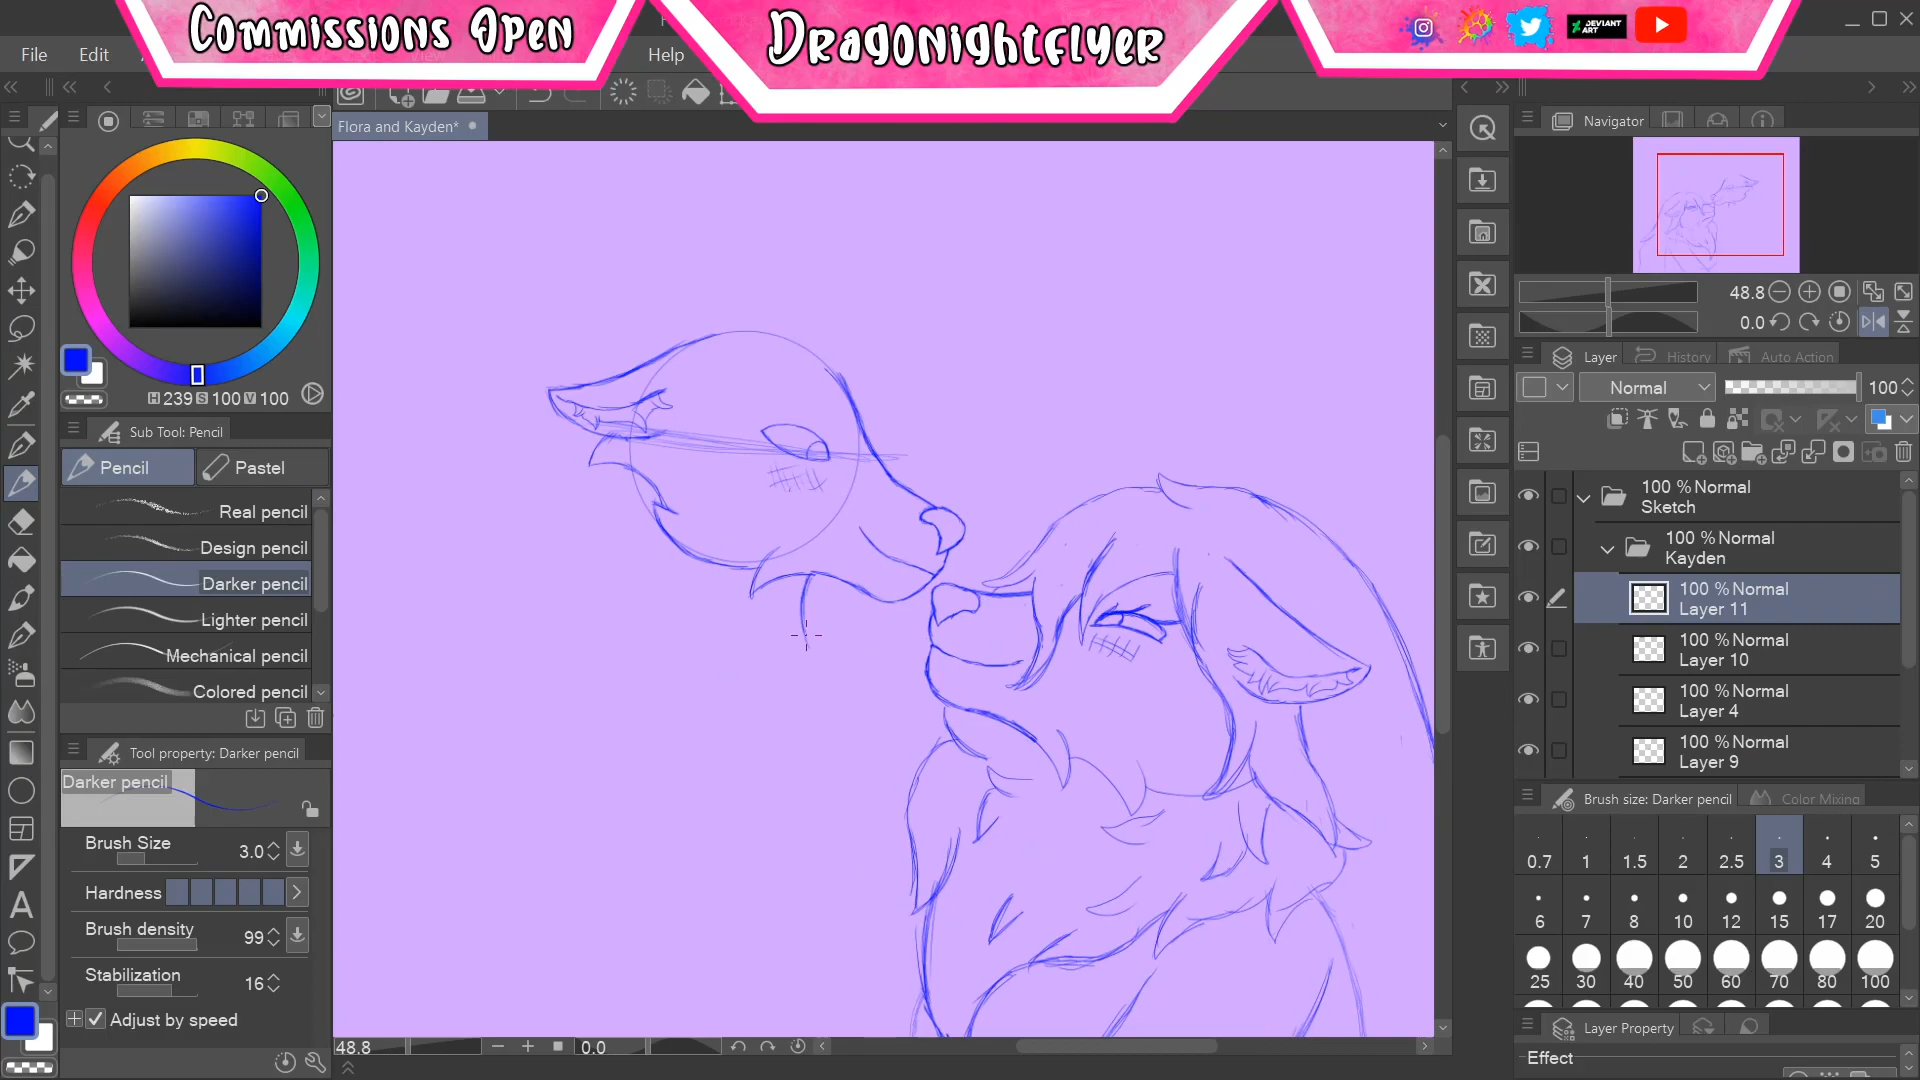 Commissions Open
Dragonightflyer
DEVIANT ART
File
Edit
Help
Flora and Kayden*
H 239 S 100 V 100
Sub Tool: Pencil
Pencil
Pastel
Real pencil
Design pencil
Darker pencil
Lighter pencil
Mechanical pencil
Colored pencil
Tool property: Darker pencil
Darker pencil
Brush Size
3.0
Hardness
Brush density
99
Stabilization
16
Adjust by speed
48.8
0.0
Navigator
48.8
0.0
Layer
History
Auto Action
Normal
100
100 % Normal
Sketch
100 % Normal
Kayden
100 % Normal
Layer 11
100 % Normal
Layer 10
100 % Normal
Layer 4
100 % Normal
Layer 9
Brush size: Darker pencil
Color Mixing
0.7 1 1.5 2 2.5 3 4 5
6 7 8 10 12 15 17 20
25 30 40 50 60 70 80 100
Layer Property
Effect